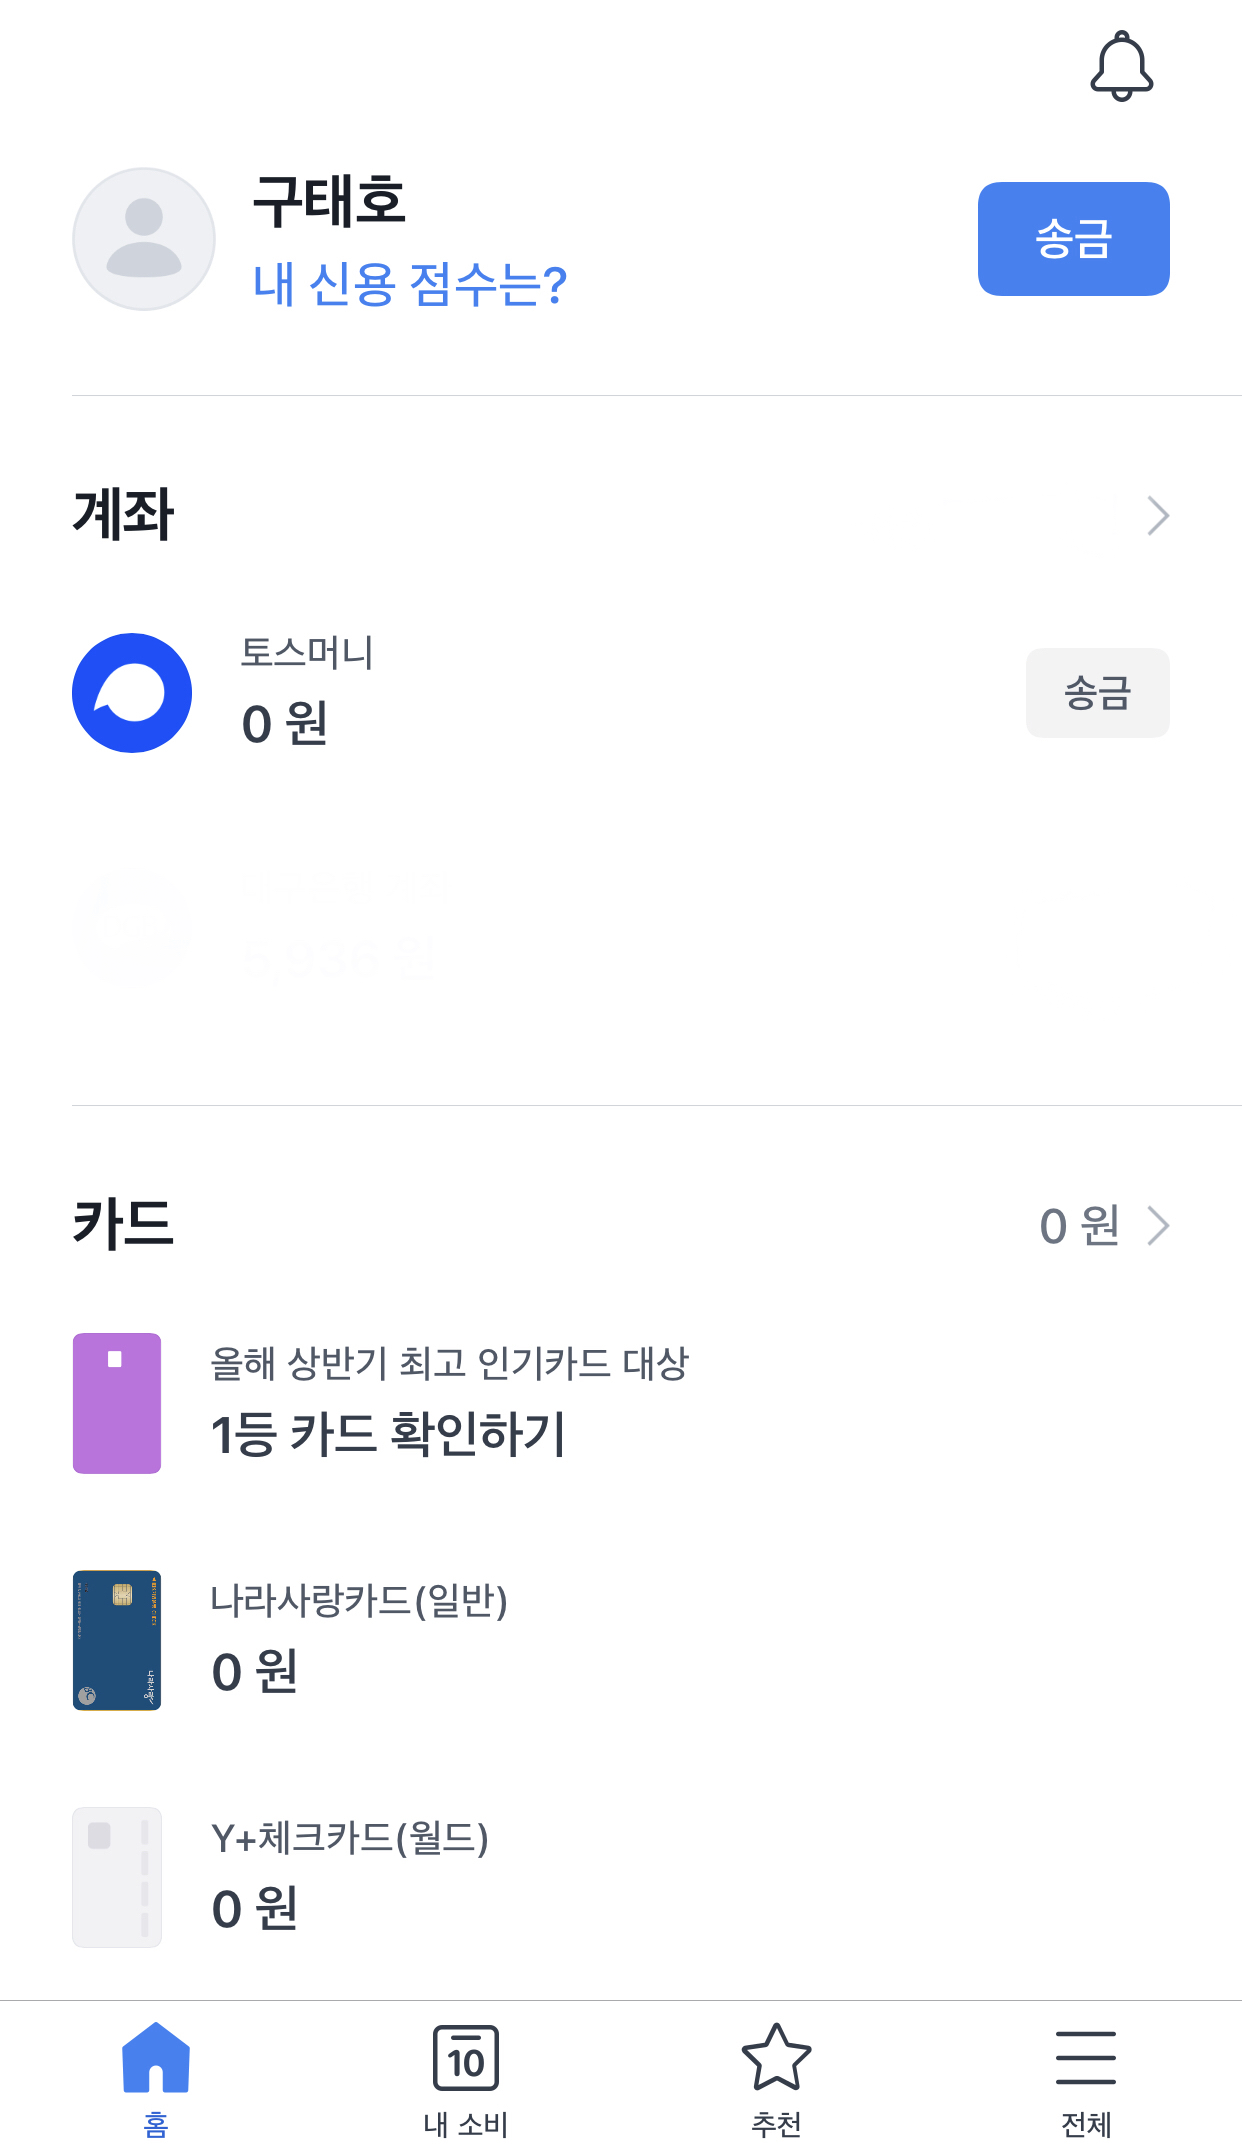 구태호
내 신용 점수는?
송금
계좌
토스머니
0 원
송금
5,936 원
카드
0 원
올해 상반기 최고 인기카드 대상
1등 카드 확인하기
나라사랑카드(일반)
0 원
Y+체크카드(월드)
0 원
10
홈
내 소비
추천
전체